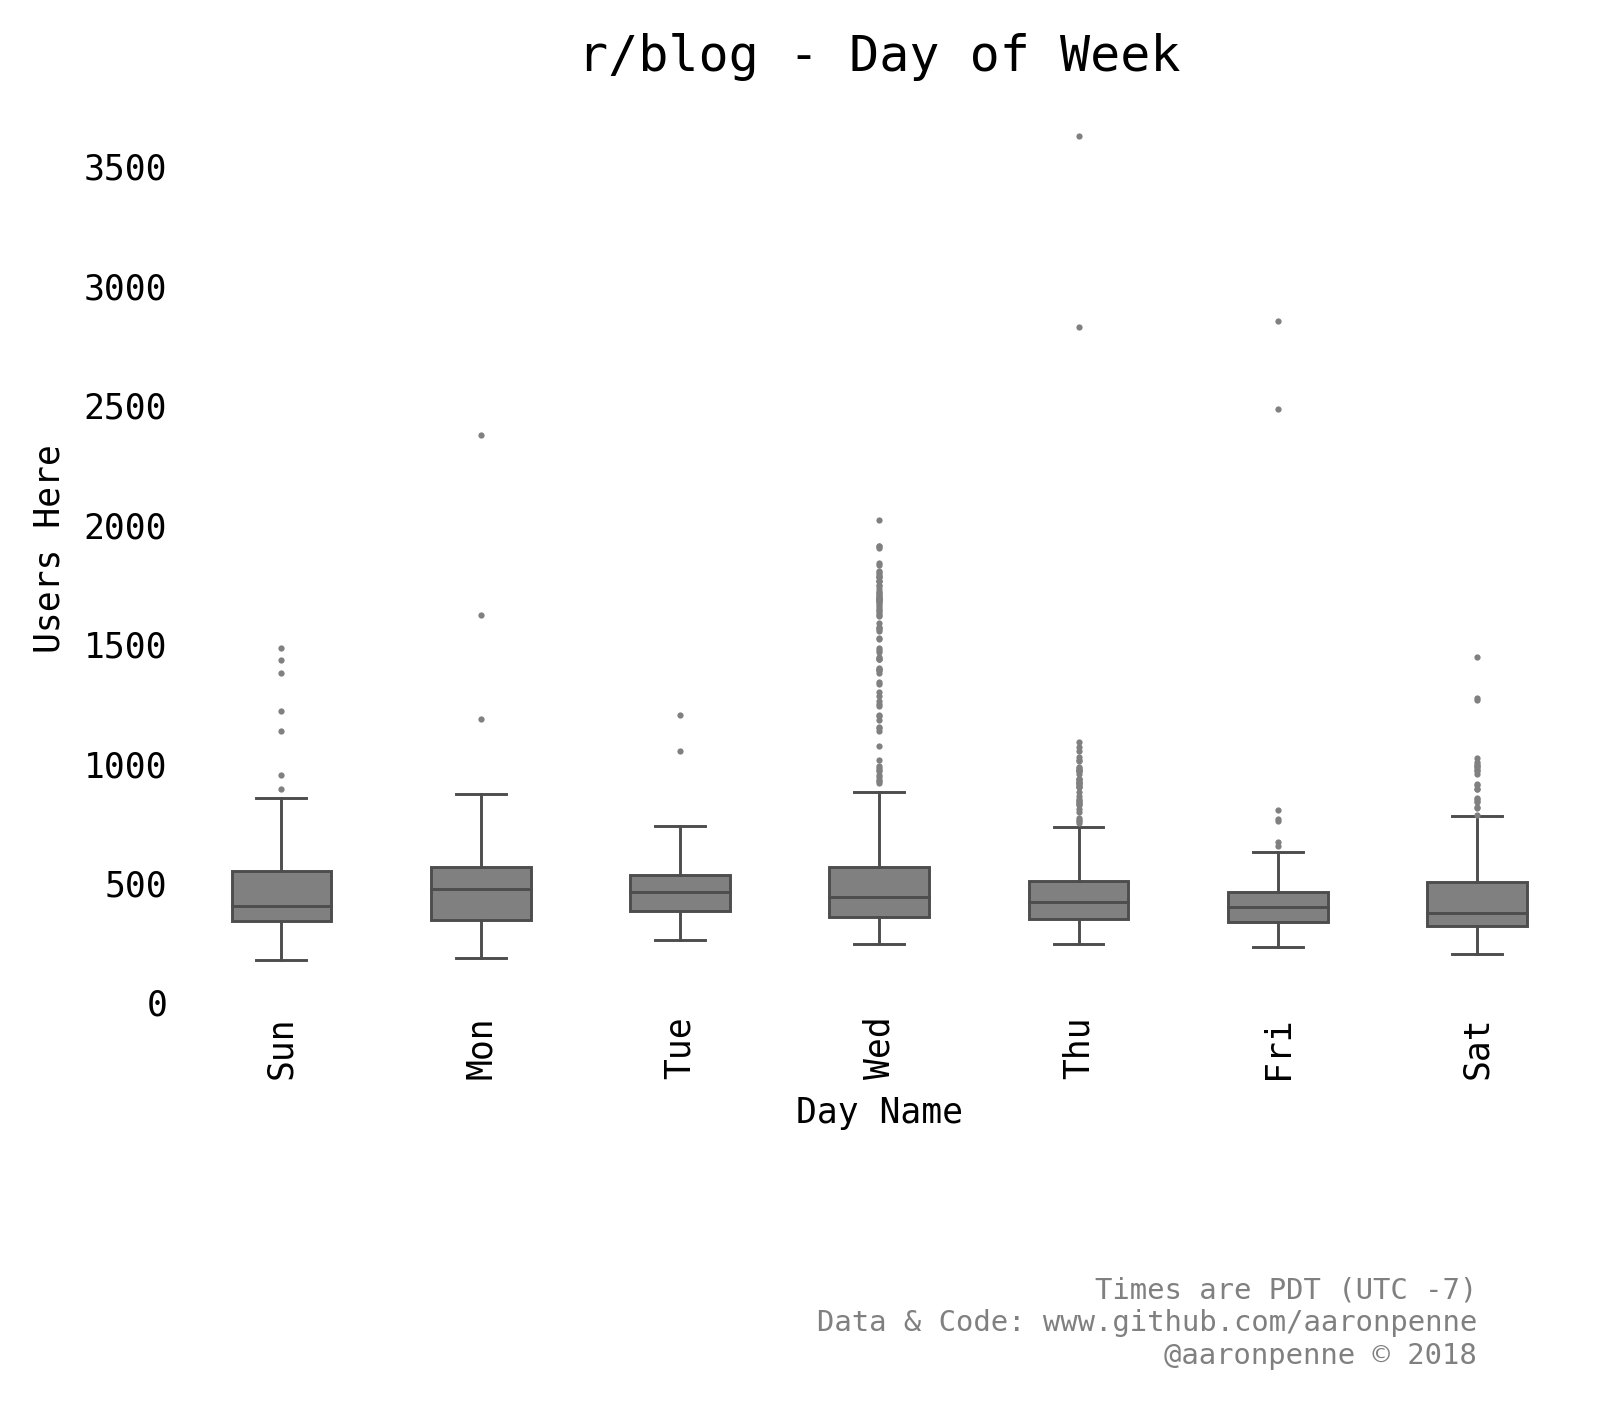 r/blog - Day of Week
3500
3000
2500
2000
1500
1000
500
0
Users Here
Sun
Mon
Tue
Wed
Thu
Fri
Sat
Day Name
Times are PDT (UTC -7)
Data & Code: www.github.com/aaronpenne
@aaronpenne © 2018